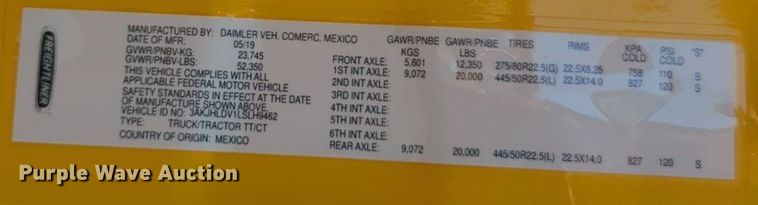 FREIGHTLINER
MANUFACTURED BY: DAIMLER VEH. COMERC. MEXICO
DATE OF MFR: 05/19
GVWR/PNBV-KG: 23,745
GVWR/PNBV-LBS: 52,350
THIS VEHICLE COMPLIES WITH ALL
APPLICABLE FEDERAL MOTOR VEHICLE
SAFETY STANDARDS IN EFFECT AT THE DATE
OF MANUFACTURE SHOWN ABOVE.
VEHICLE ID NO: 3AKJHLDV1LSLH9462
TYPE: TRUCK/TRACTOR TT/CT
COUNTRY OF ORIGIN: MEXICO
GAWR/PNBE GAWR/PNBE TIRES RIMS KPA PSI "S"
KGS LBS COLD COLD
FRONT AXLE: 5,601 12,350 275/80R22.5(G) 22.5X8.25 758 110 S
1ST INT AXLE: 9,072 20,000 445/50R22.5(L) 22.5X14.0 827 120 S
2ND INT AXLE:
3RD INT AXLE:
4TH INT AXLE:
5TH INT AXLE:
6TH INT AXLE:
REAR AXLE: 9,072 20,000 445/50R22.5(L) 22.5X14.0 827 120 S
Purple Wave Auction